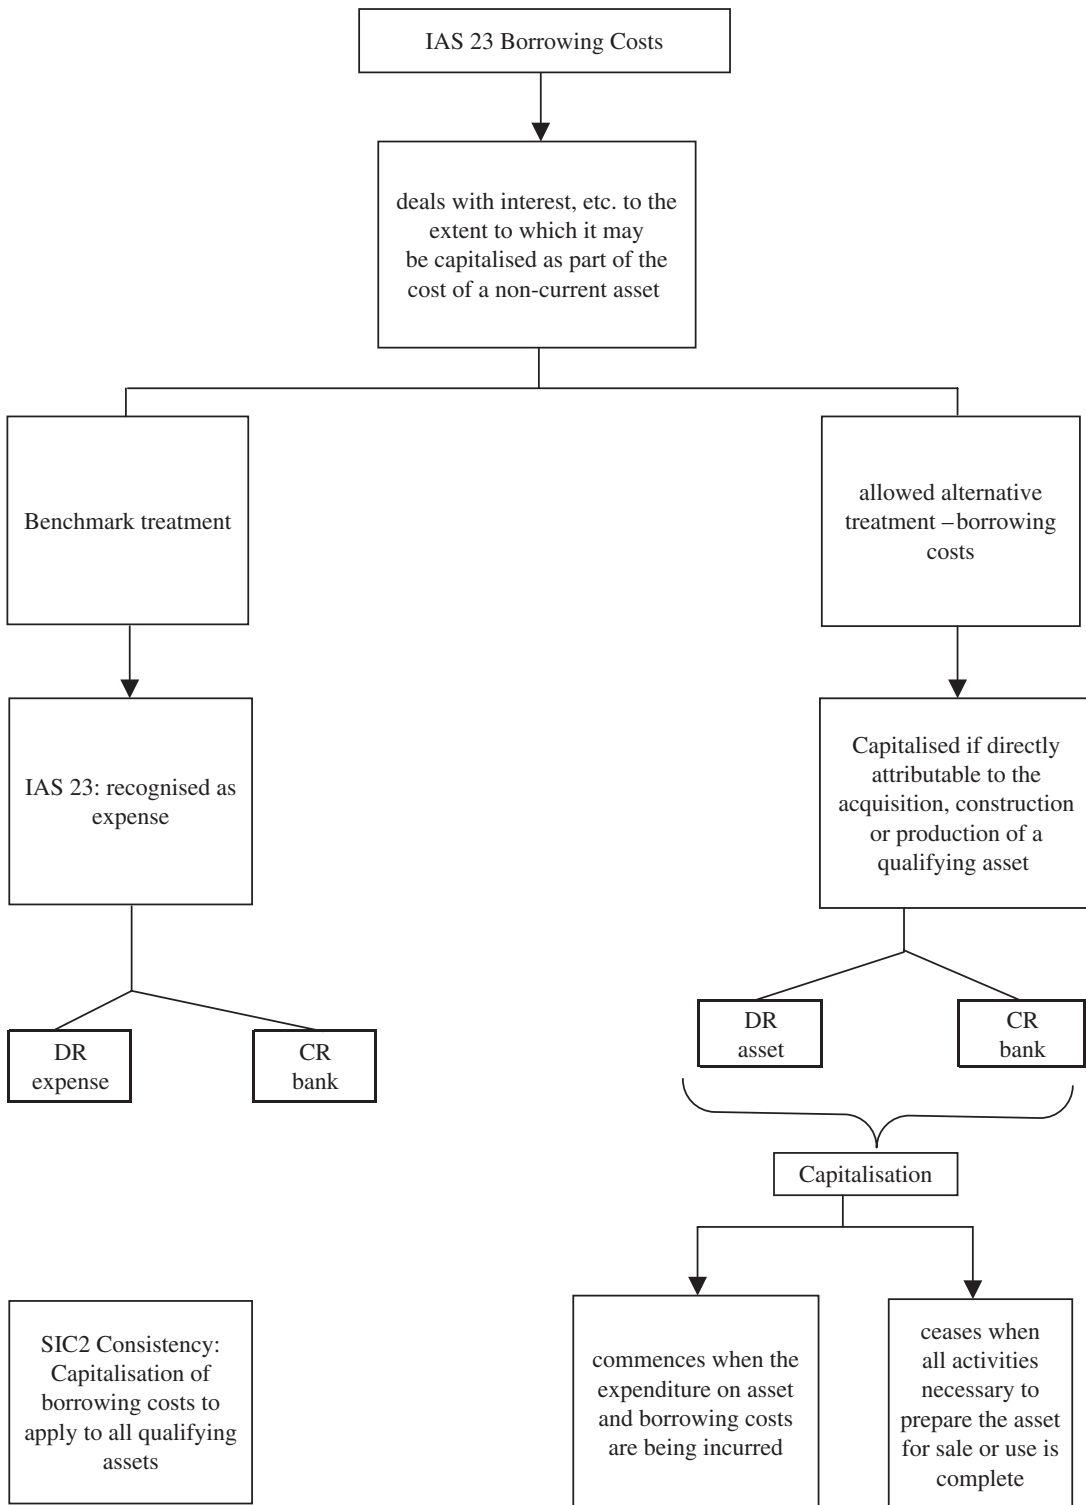 IAS 23 Borrowing Costs
deals with interest, etc. to the
extent to which it may
be capitalised as part of the
cost of a non-current asset
Benchmark treatment
allowed alternative
treatment – borrowing
costs
IAS 23: recognised as
expense
Capitalised if directly
attributable to the
acquisition, construction
or production of a
qualifying asset
DR
expense
CR
bank
DR
asset
CR
bank
Capitalisation
SIC2 Consistency:
Capitalisation of
borrowing costs to
apply to all qualifying
assets
commences when the
expenditure on asset
and borrowing costs
are being incurred
ceases when
all activities
necessary to
prepare the asset
for sale or use is
complete